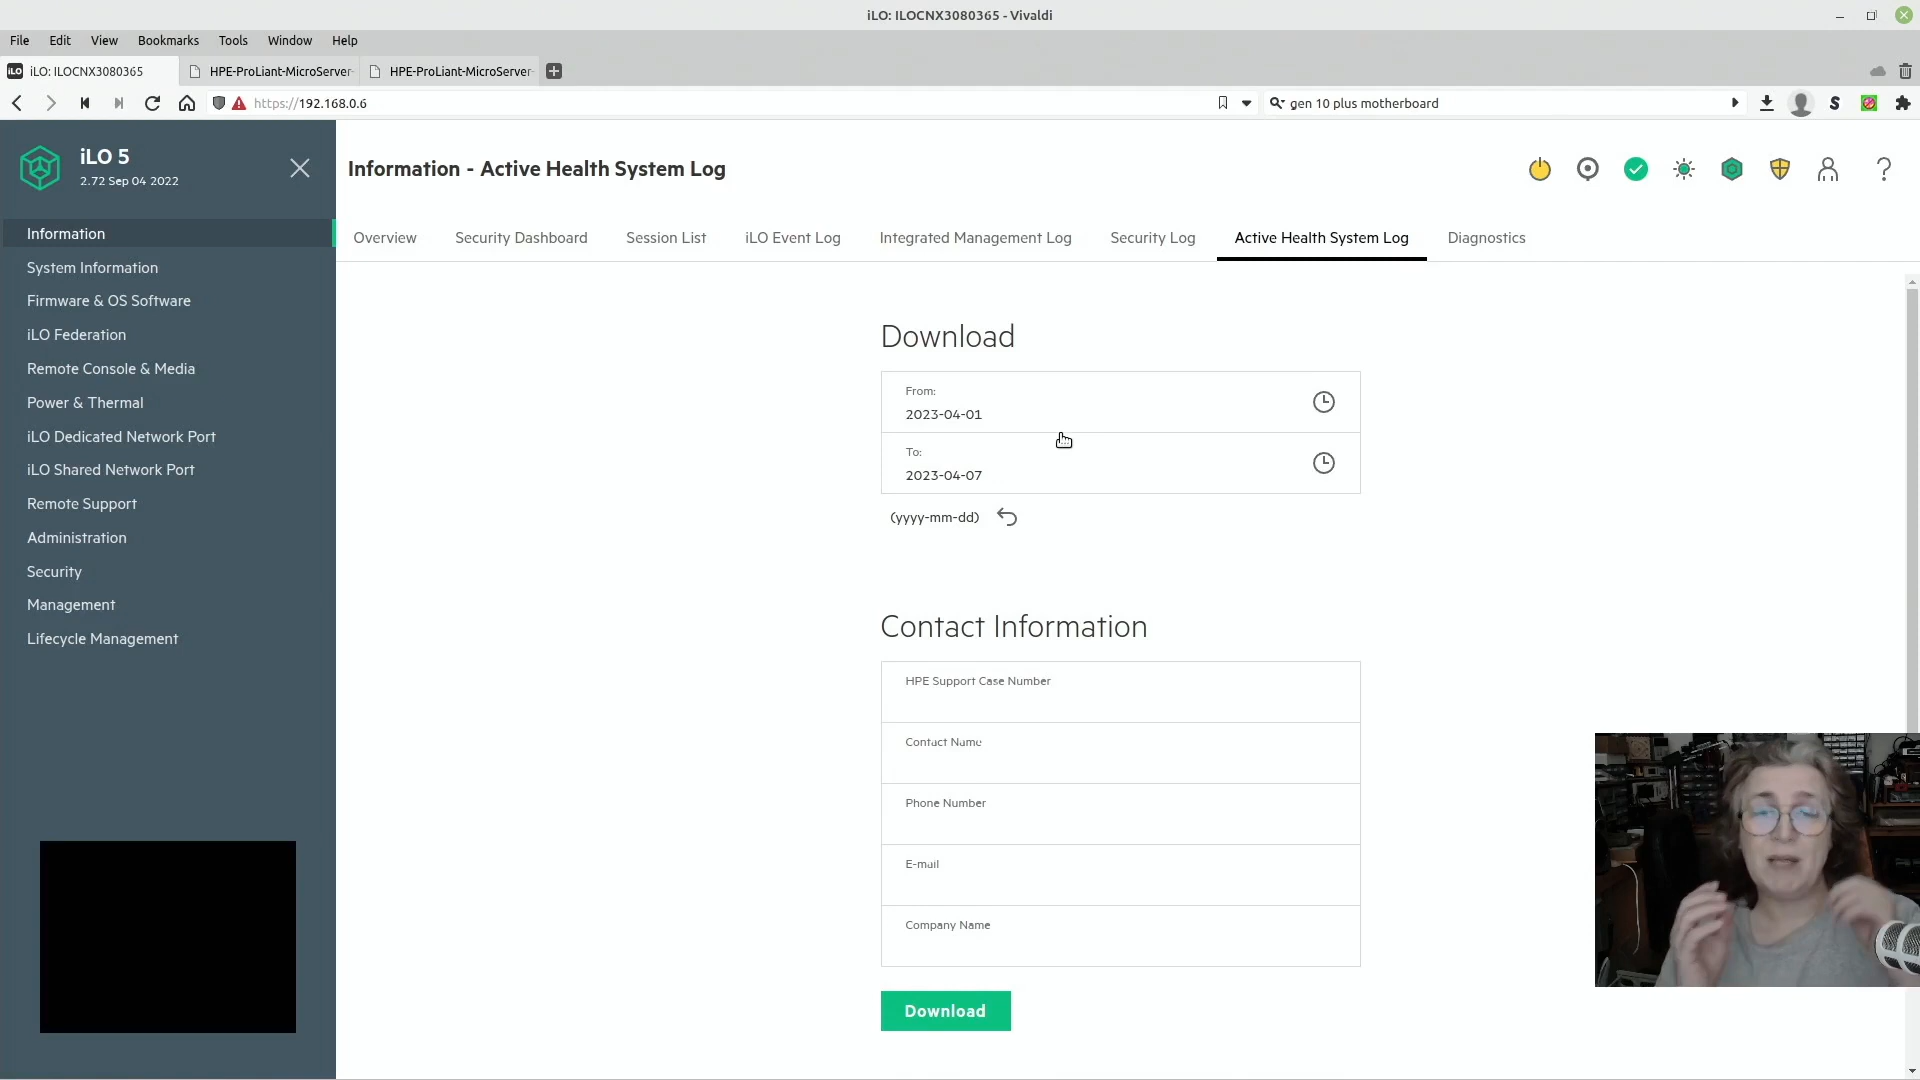 iLO: ILOCNX3080365 - Vivaldi
File Edit View Bookmarks Tools Window Help
iLO iLO: ILOCNX3080365 HPE-ProLiant-MicroServer- HPE-ProLiant-MicroServer-
https://192.168.0.6 gen 10 plus motherboard S
iLO 5
2.72 Sep 04 2022
Information - Active Health System Log
Information
System Information
Firmware & OS Software
iLO Federation
Remote Console & Media
Power & Thermal
iLO Dedicated Network Port
iLO Shared Network Port
Remote Support
Administration
Security
Management
Lifecycle Management
Overview Security Dashboard Session List iLO Event Log Integrated Management Log Security Log Active Health System Log Diagnostics
Download
From:
2023-04-01
To:
2023-04-07
(yyyy-mm-dd)
Contact Information
HPE Support Case Number
Contact Name
Phone Number
E-mail
Company Name
Download